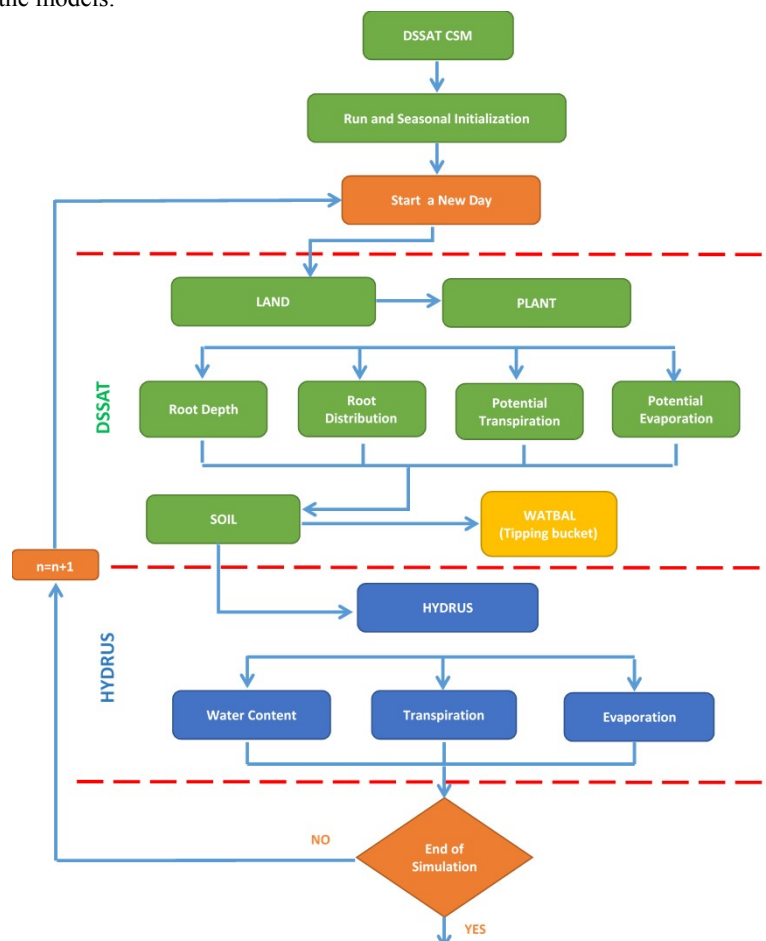 the models.
DSSAT CSM
Run and Seasonal Initialization
Start a New Day
LAND
PLANT
DSSAT
Root Depth
Root
Distribution
Potential
Transpiration
Potential
Evaporation
SOIL
WATBAL
(Tipping bucket)
n=n+1
HYDRUS
HYDRUS
Water Content
Transpiration
Evaporation
NO
End of
Simulation
YES